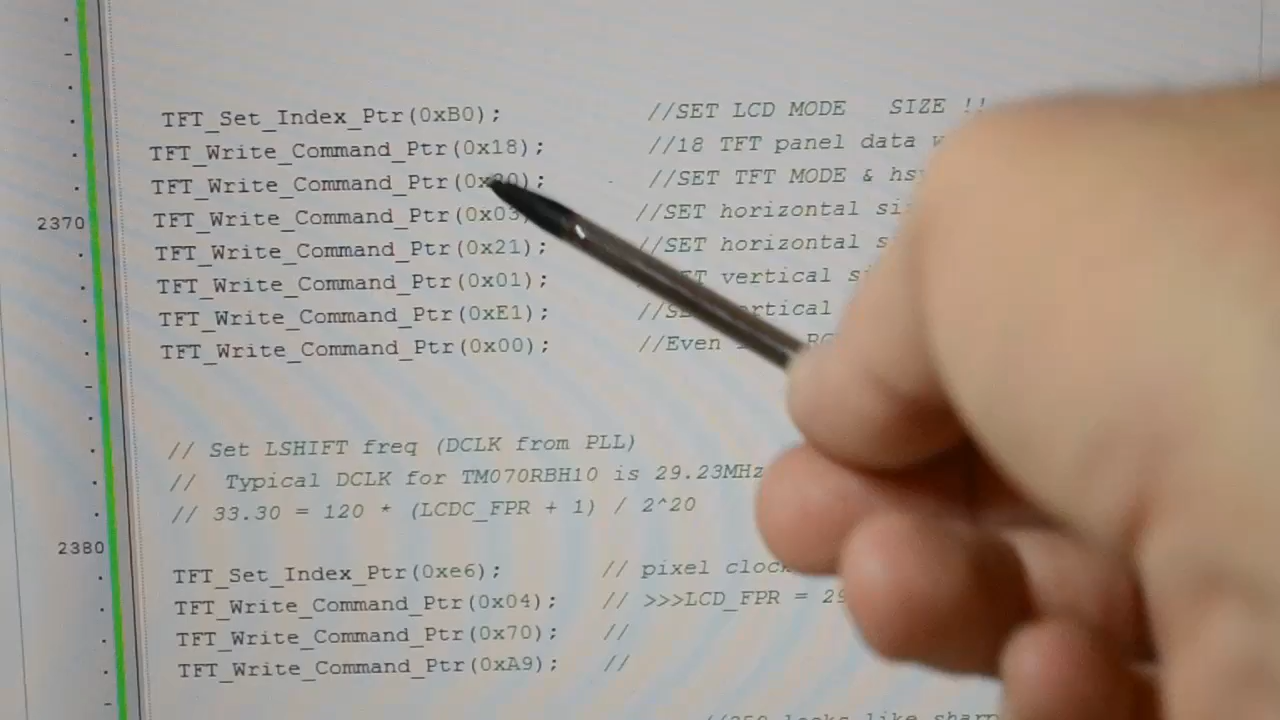 TFT_Set_Index_Ptr(0xB0); //SET LCD MODE SIZE !!
TFT_Write_Command_Ptr(0x18); //18 TFT panel data
TFT_Write_Command_Ptr( //SET TFT MODE &
2370 TFT_Write_Command_Ptr(0x03) //SET horizontal
TFT_Write_Command_Ptr(0x21); //SET horizontal
TFT_Write_Command_Ptr(0x01); vertical
TFT_Write_Command_Ptr(0xE1);
TFT_Write_Command_Ptr(0x00); //Even
// Set LSHIFT freq (DCLK from PLL)
// Typical DCLK for TM070RBH10 is 29.23MHz
// 33.30 = 120 * (LCDC_FPR + 1) / 2^20
2380
TFT_Set_Index_Ptr(0xe6); // pixel
TFT_Write_Command_Ptr(0x04); // >>>LCD_FPR =
TFT_Write_Command_Ptr(0x70); //
TFT_Write_Command_Ptr(0xA9); //
looks like